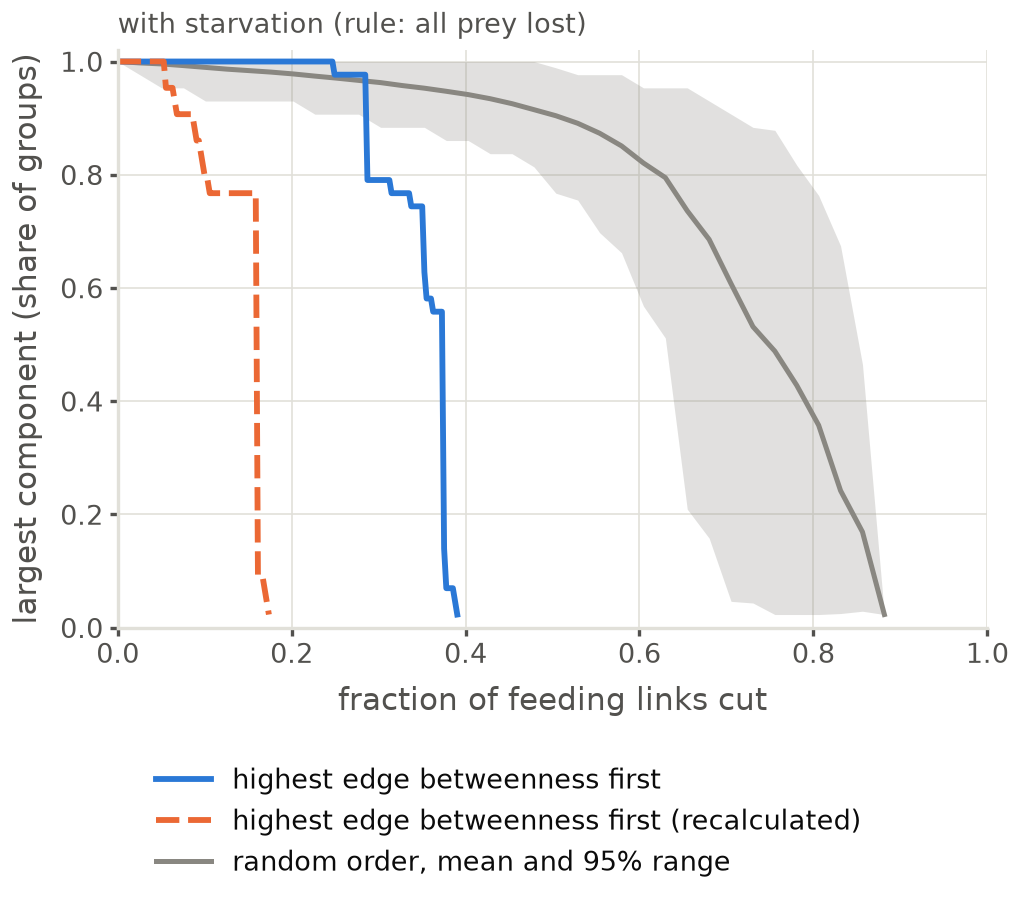 with starvation (rule: all prey lost)
largest component (share of groups)
1.0
0.8
0.6
0.4
0.2
0.0
0.0 0.2 0.4 0.6 0.8 1.0
fraction of feeding links cut
highest edge betweenness first
highest edge betweenness first (recalculated)
random order, mean and 95% range